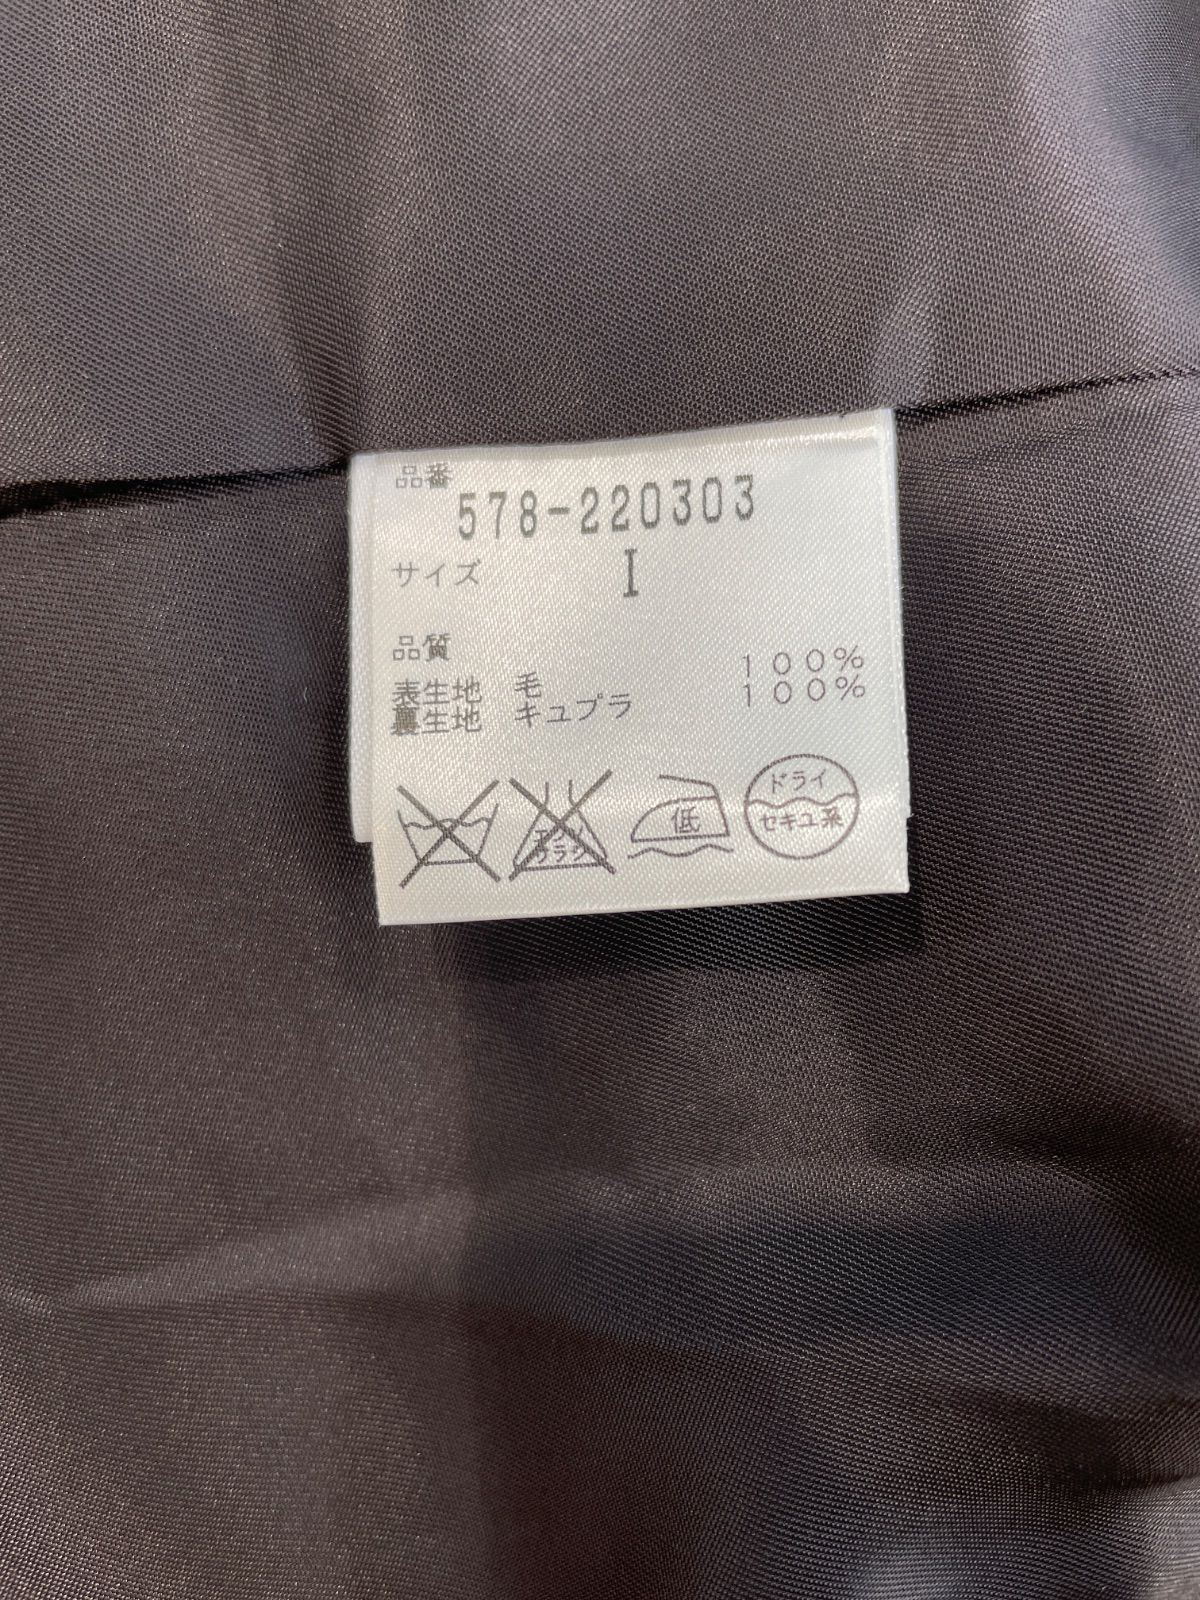 品番
578-220303
サイズ I
品質
表生地 毛 100%
裏生地 キュプラ 100%
低
ドライ
セキユ系